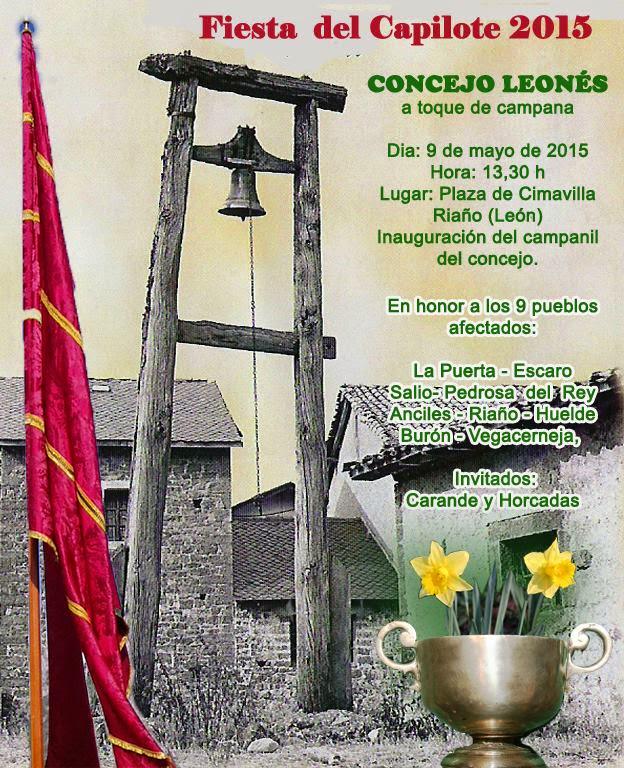 Fiesta del Capilote 2015
CONCEJO LEONÉS
a toque de campana
Dia: 9 de mayo de 2015
Hora: 13,30 h
Lugar: Plaza de Cimavilla
Riaño (León)
Inauguración del campanil
del concejo.
En honor a los 9 pueblos
afectados:
La Puerta - Escaro
Salio- Pedrosa del Rey
Anciles - Riaño - Huelde
Burón - Vegacerneja,
Invitados:
Carande y Horcadas